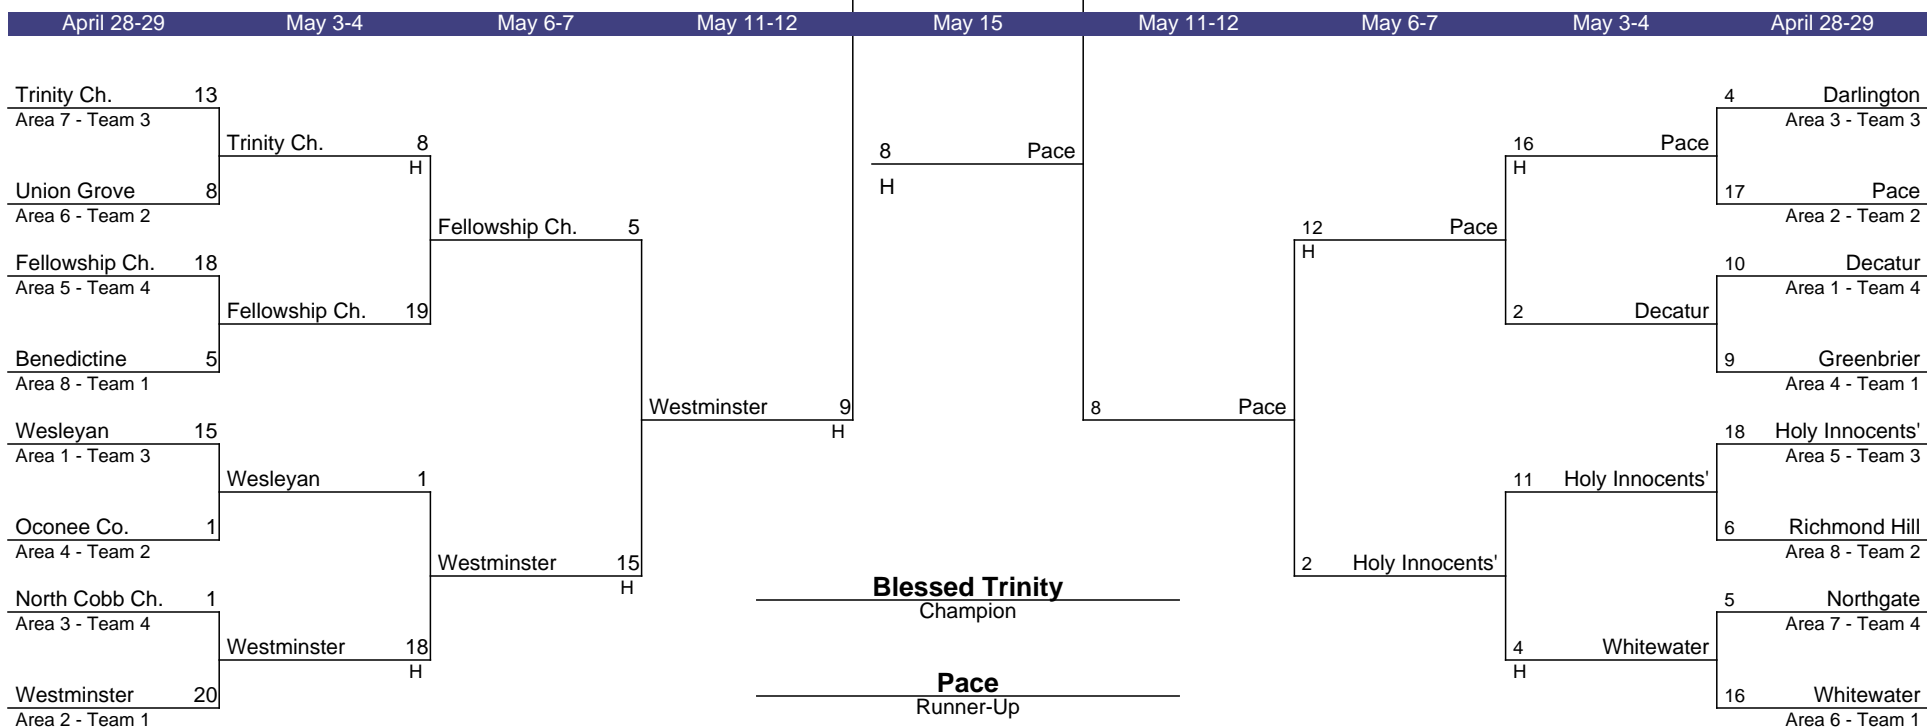 April 28-29 May 3-4 May 6-7 May 11-12 May 15 May 11-12 May 6-7 May 3-4 April 28-29
Trinity Ch. 13 4 Darlington
Area 7 - Team 3 Area 3 - Team 3
Trinity Ch. 8 8 Pace 16 Pace
H H H
Union Grove 8 17 Pace
Area 6 - Team 2 Area 2 - Team 2
Fellowship Ch. 5 12 Pace
H
Fellowship Ch. 18 10 Decatur
Area 5 - Team 4 Area 1 - Team 4
Fellowship Ch. 19 2 Decatur
Benedictine 5 9 Greenbrier
Area 8 - Team 1 Area 4 - Team 1
Westminster 9 8 Pace
H
Wesleyan 15 18 Holy Innocents'
Area 1 - Team 3 Area 5 - Team 3
Wesleyan 1 11 Holy Innocents'
Oconee Co. 1 6 Richmond Hill
Area 4 - Team 2 Area 8 - Team 2
Westminster 15 2 Holy Innocents'
H
Blessed Trinity
Champion
North Cobb Ch. 1 5 Northgate
Area 3 - Team 4 Area 7 - Team 4
Westminster 18 4 Whitewater
H H
Pace
Runner-Up
Westminster 20 16 Whitewater
Area 2 - Team 1 Area 6 - Team 1